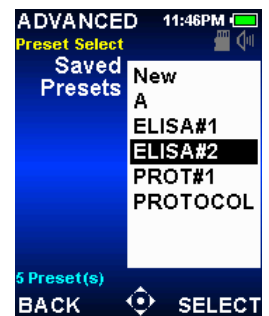 ADVANCED 11:46PM
Preset Select
Saved
Presets
New
A
ELISA#1
ELISA#2
PROT#1
PROTOCOL
5 Preset(s)
BACK SELECT